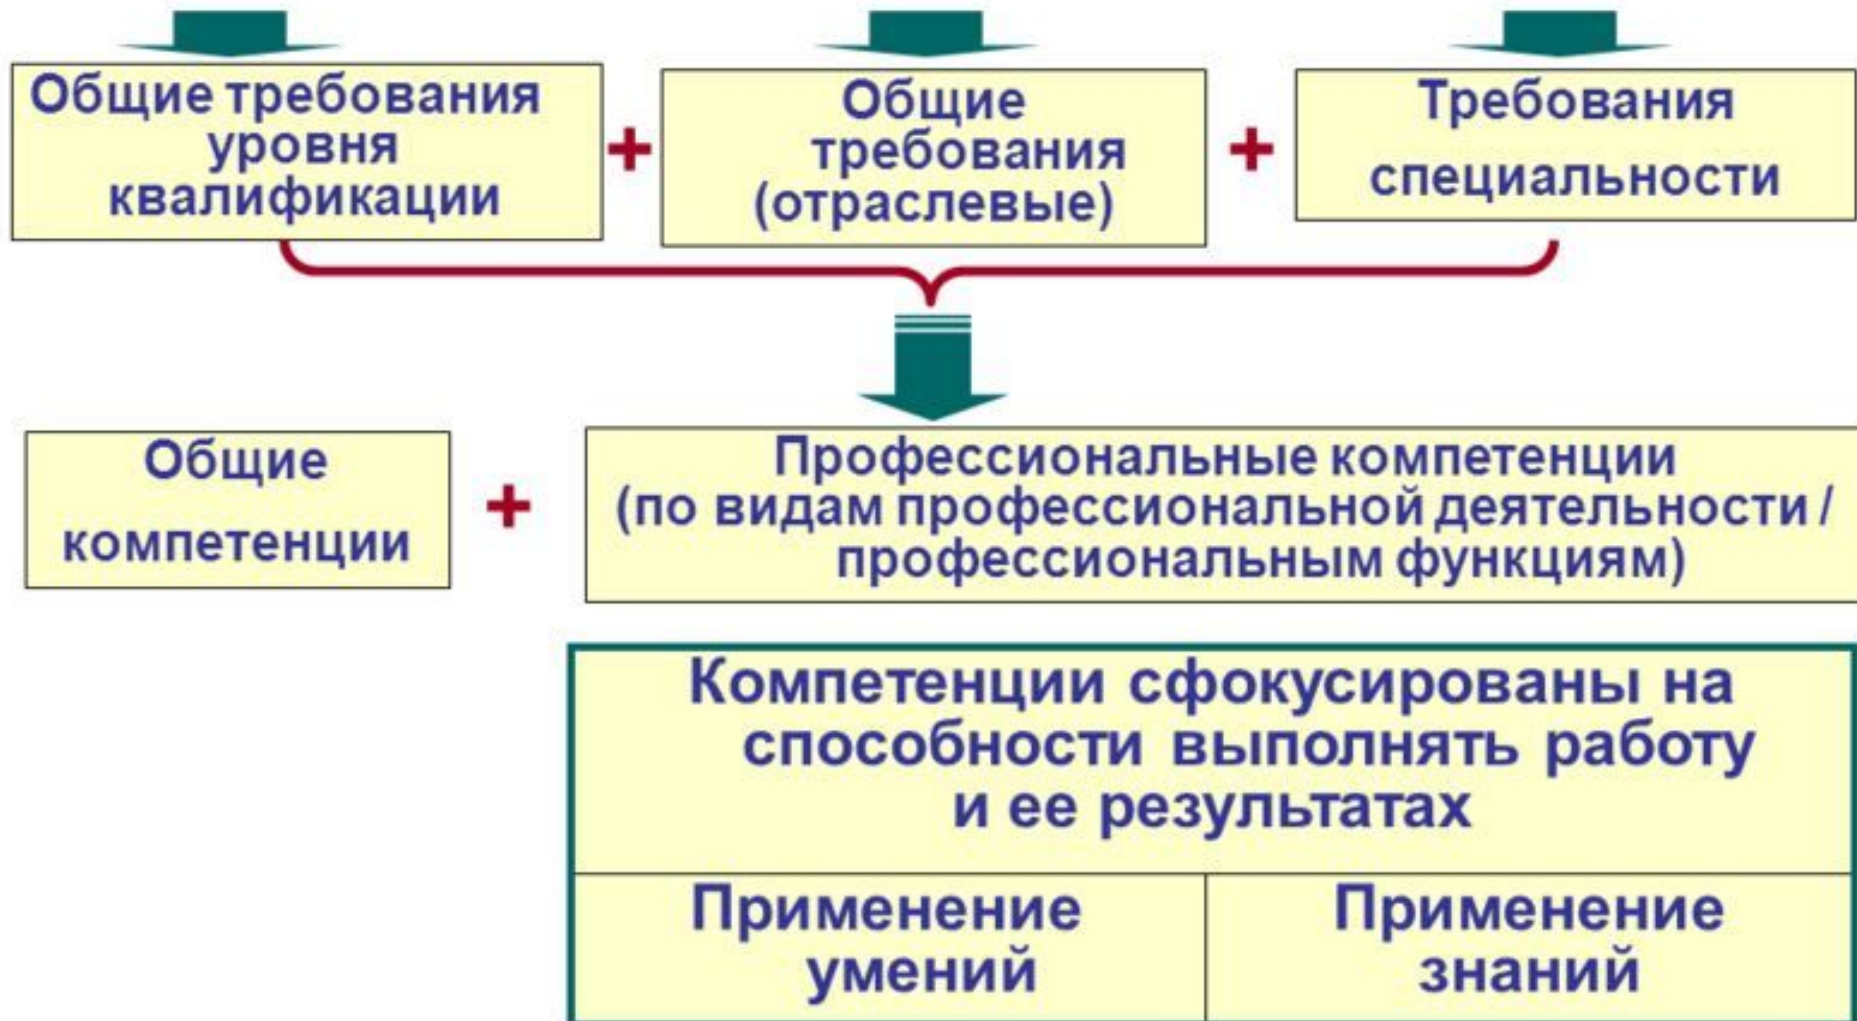 Общие требования
уровня
квалификации
+
Общие
требования
(отраслевые)
+
Требования
специальности
Общие
компетенции
+
Профессиональные компетенции
(по видам профессиональной деятельности /
профессиональным функциям)
Компетенции сфокусированы на
способности выполнять работу
и ее результатах
Применение
умений
Применение
знаний